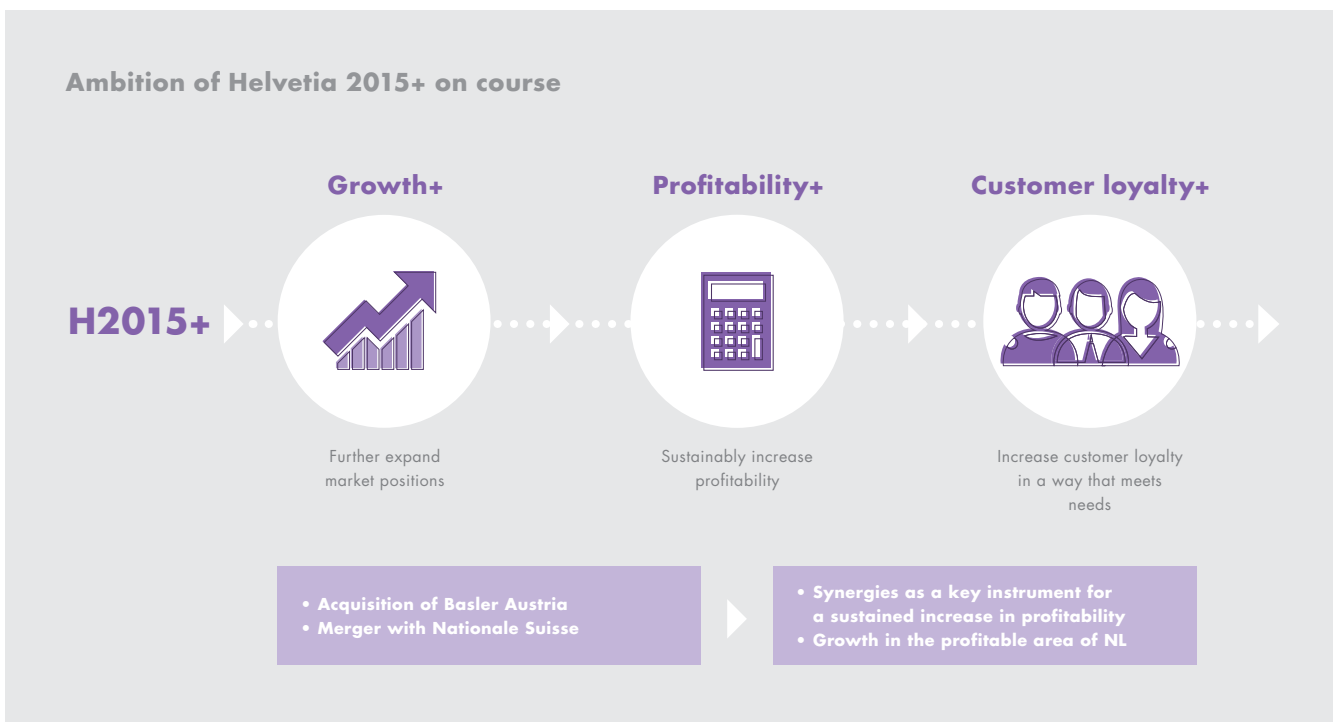 Ambition of Helvetia 2015+ on course
Growth+
Profitability+
Customer loyalty+
H2015+
Further expand
market positions
Sustainably increase
profitability
Increase customer loyalty
in a way that meets
needs
• Acquisition of Basler Austria
• Merger with Nationale Suisse
• Synergies as a key instrument for
a sustained increase in profitability
• Growth in the profitable area of NL